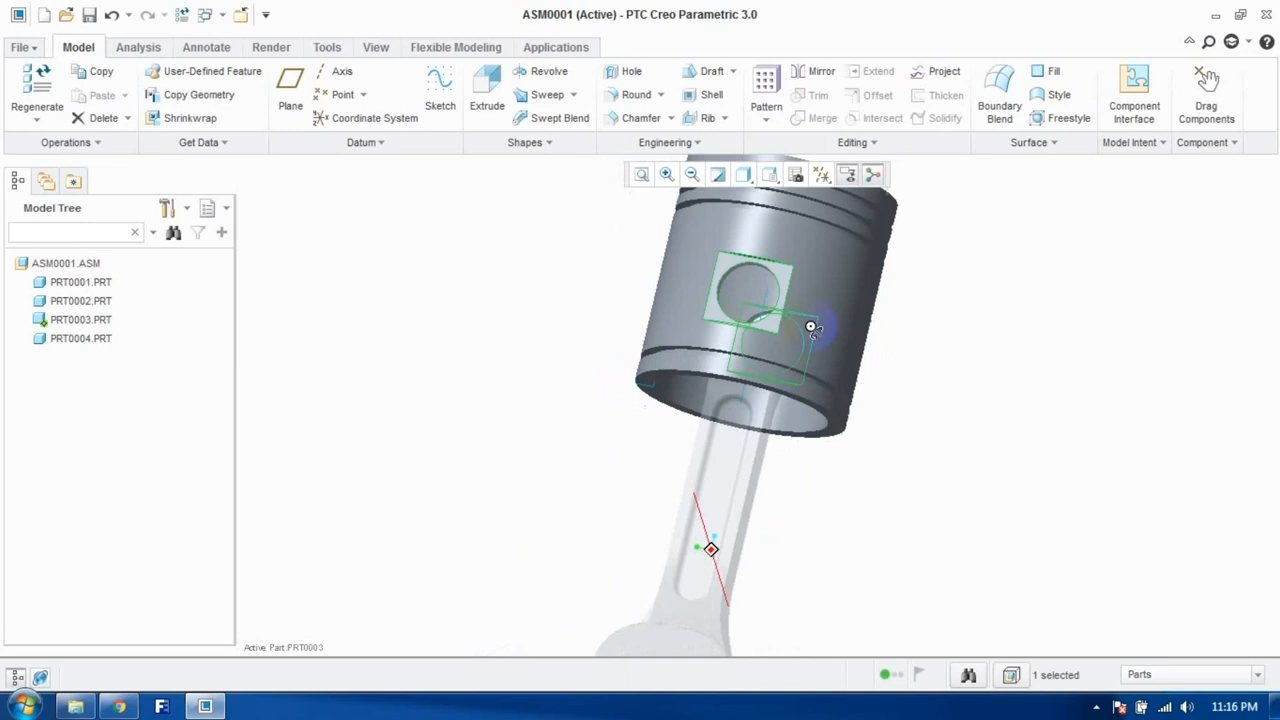 ASM0001 (Active) - PTC Creo Parametric 3.0
File Model Analysis Annotate Render Tools View Flexible Modeling Applications
Regenerate
Copy
Paste
Delete
User-Defined Feature
Copy Geometry
Shrinkwrap
Plane
Axis
Point
Coordinate System
Sketch
Extrude
Revolve
Sweep
Swept Blend
Hole
Round
Chamfer
Draft
Shell
Rib
Pattern
Mirror
Trim
Merge
Extend
Offset
Intersect
Project
Thicken
Solidify
Boundary
Blend
Fill
Style
Freestyle
Component
Interface
Drag
Components
Operations Get Data Datum Shapes Engineering Editing Surface Model Intent Component
Model Tree
ASM0001.ASM
PRT0001.PRT
PRT0002.PRT
PRT0003.PRT
PRT0004.PRT
Active Part:PRT0003
1 selected
Parts
11:16 PM